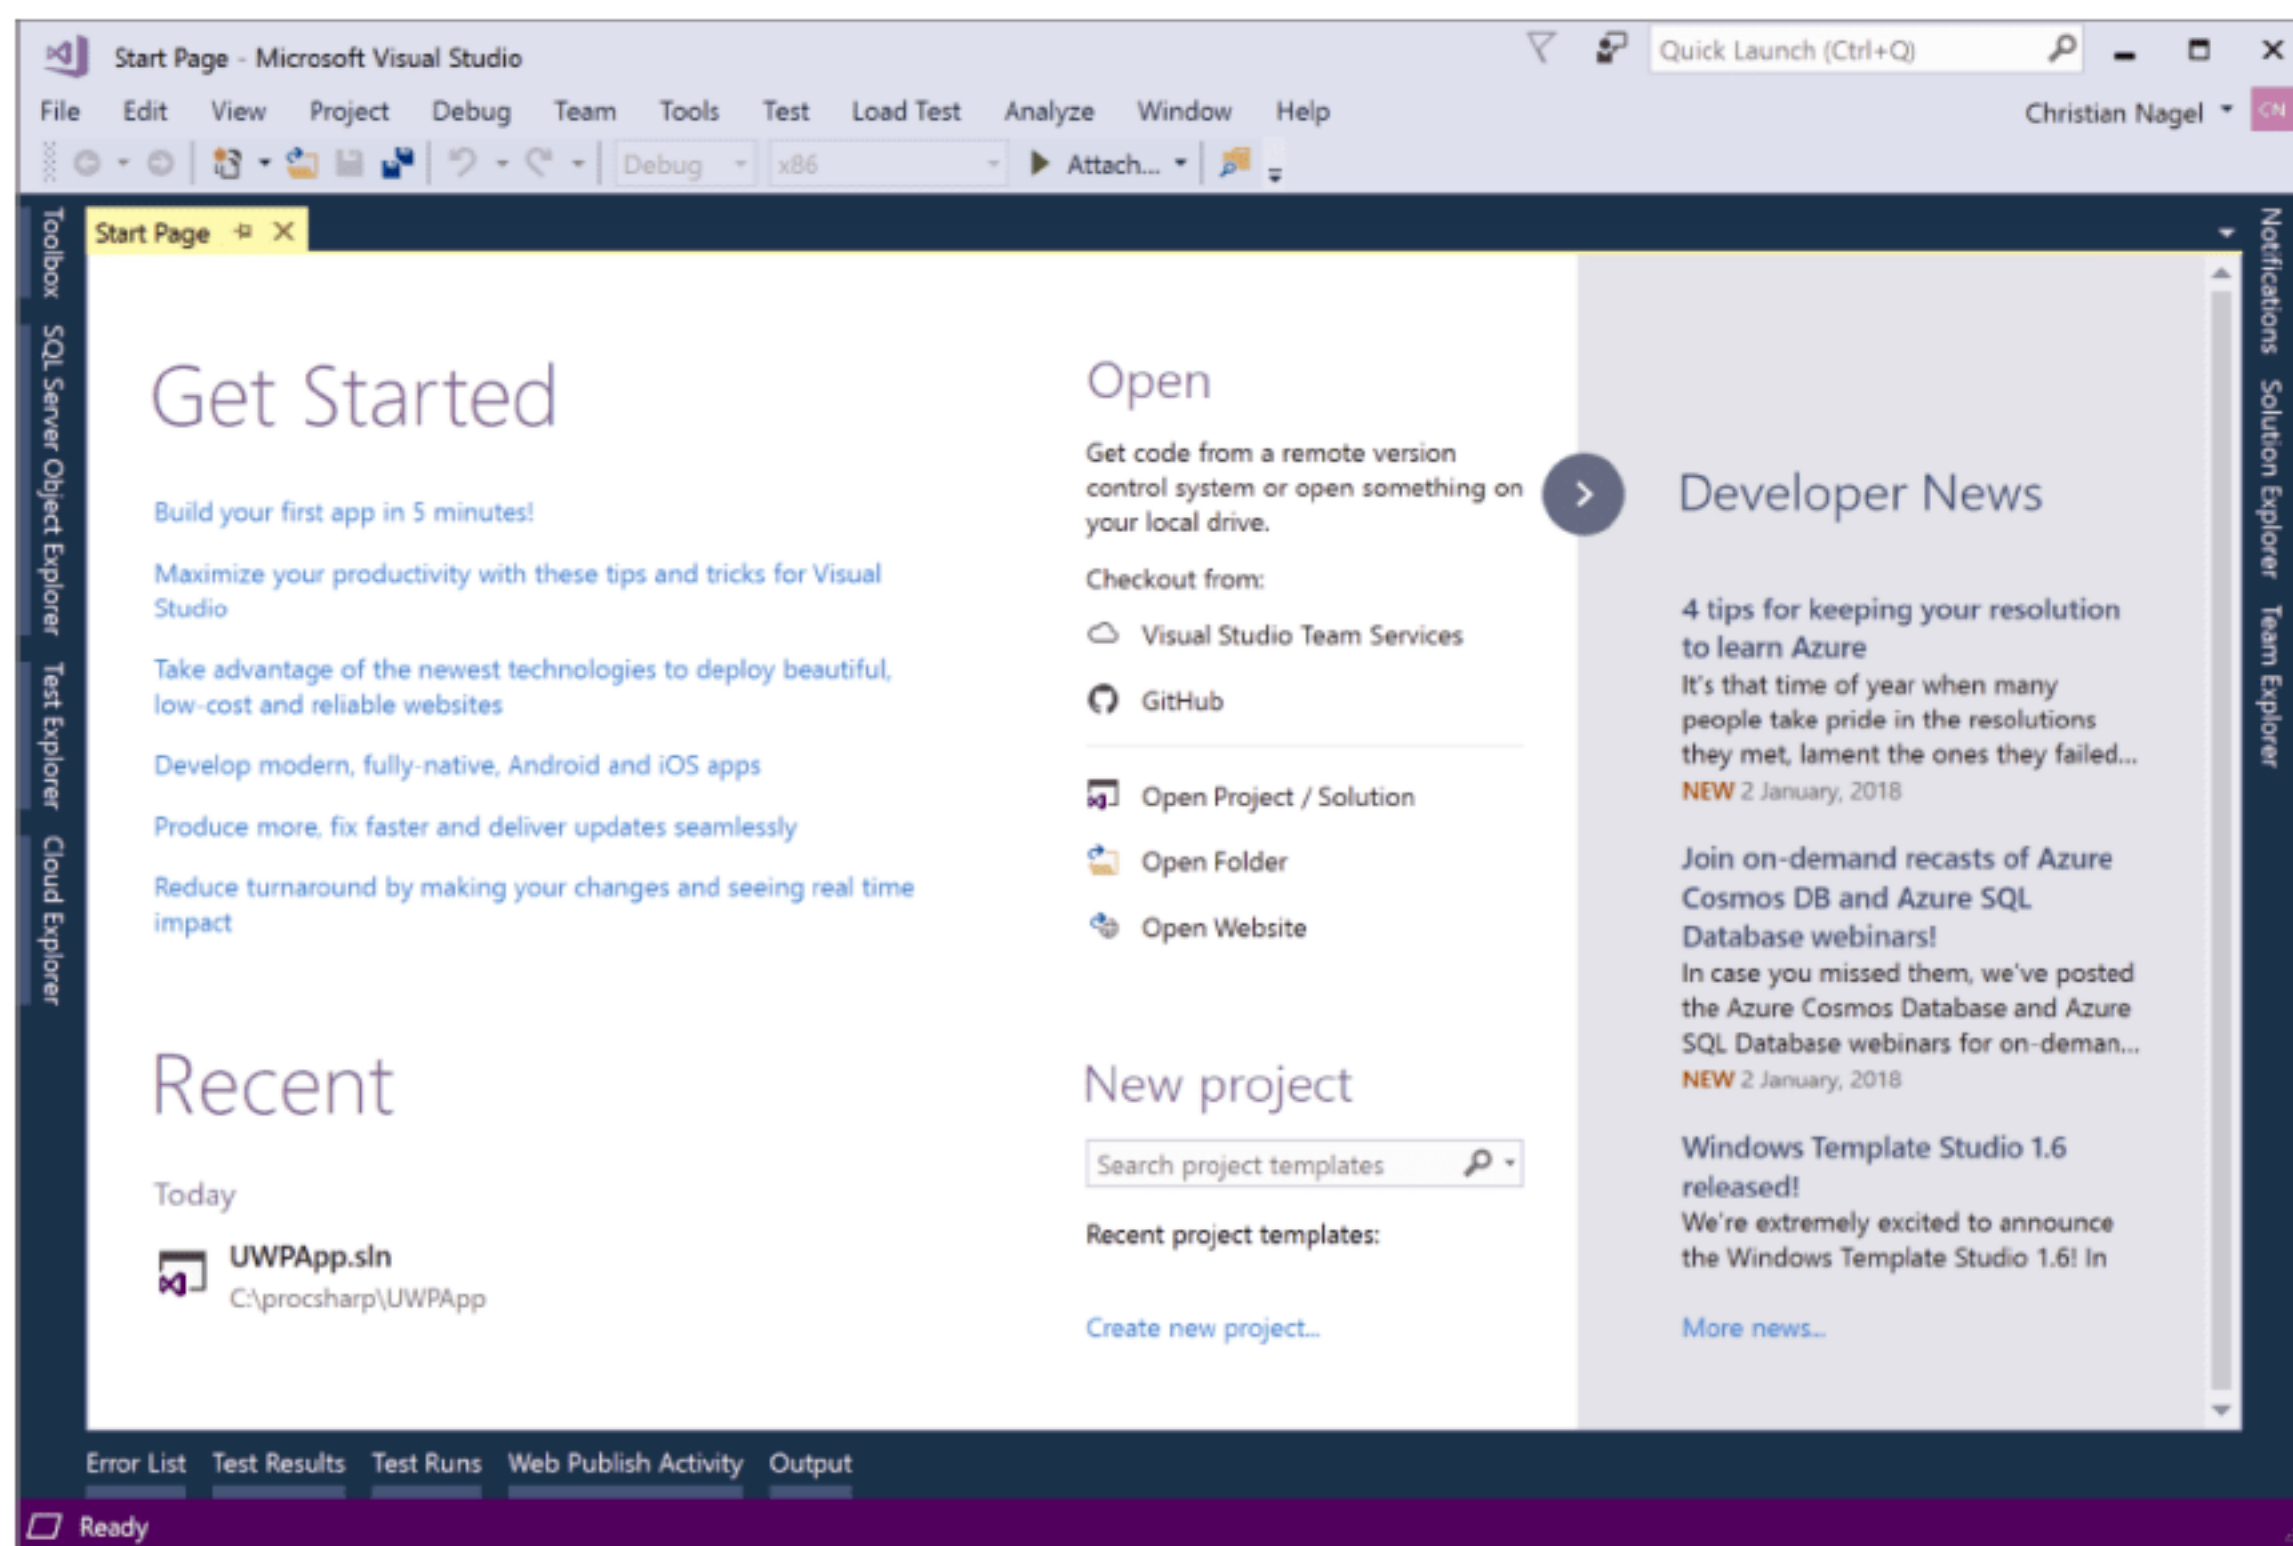 Start Page - Microsoft Visual Studio
Quick Launch (Ctrl+Q)
File Edit View Project Debug Team Tools Test Load Test Analyze Window Help
Christian Nagel CN
Debug x86 Attach...
Toolbox
SQL Server Object Explorer
Test Explorer
Cloud Explorer
Start Page
Get Started
Build your first app in 5 minutes!
Maximize your productivity with these tips and tricks for Visual
Studio
Take advantage of the newest technologies to deploy beautiful,
low-cost and reliable websites
Develop modern, fully-native, Android and iOS apps
Produce more, fix faster and deliver updates seamlessly
Reduce turnaround by making your changes and seeing real time
impact
Recent
Today
UWPApp.sln
C:\procsharp\UWPApp
Open
Get code from a remote version
control system or open something on
your local drive.
Checkout from:
Visual Studio Team Services
GitHub
Open Project / Solution
Open Folder
Open Website
New project
Search project templates
Recent project templates:
Create new project...
Developer News
4 tips for keeping your resolution
to learn Azure
It's that time of year when many
people take pride in the resolutions
they met, lament the ones they failed...
NEW 2 January, 2018
Join on-demand recasts of Azure
Cosmos DB and Azure SQL
Database webinars!
In case you missed them, we've posted
the Azure Cosmos Database and Azure
SQL Database webinars for on-deman...
NEW 2 January, 2018
Windows Template Studio 1.6
released!
We're extremely excited to announce
the Windows Template Studio 1.6! In
More news...
Notifications
Solution Explorer
Team Explorer
Error List Test Results Test Runs Web Publish Activity Output
Ready